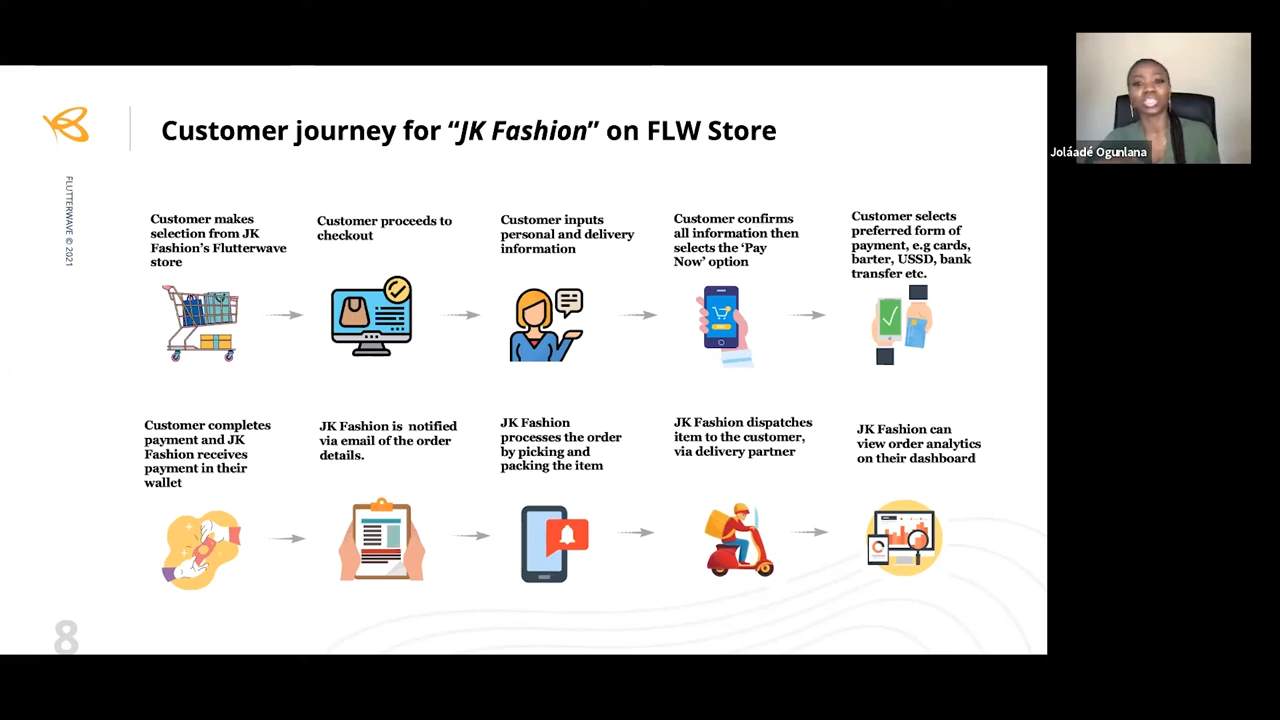 Customer journey for “JK Fashion” on FLW Store
Joláadé Ogunlana
FLUTTERWAVE © 2021
Customer makes
selection from JK
Fashion’s Flutterwave
store
Customer proceeds to
checkout
Customer inputs
personal and delivery
information
Customer confirms
all information then
selects the ‘Pay
Now’ option
Customer selects
preferred form of
payment, e.g cards,
barter, USSD, bank
transfer etc.
Customer completes
payment and JK
Fashion receives
payment in their
wallet
JK Fashion is notified
via email of the order
details.
JK Fashion
processes the order
by picking and
packing the item
JK Fashion dispatches
item to the customer,
via delivery partner
JK Fashion can
view order analytics
on their dashboard
8